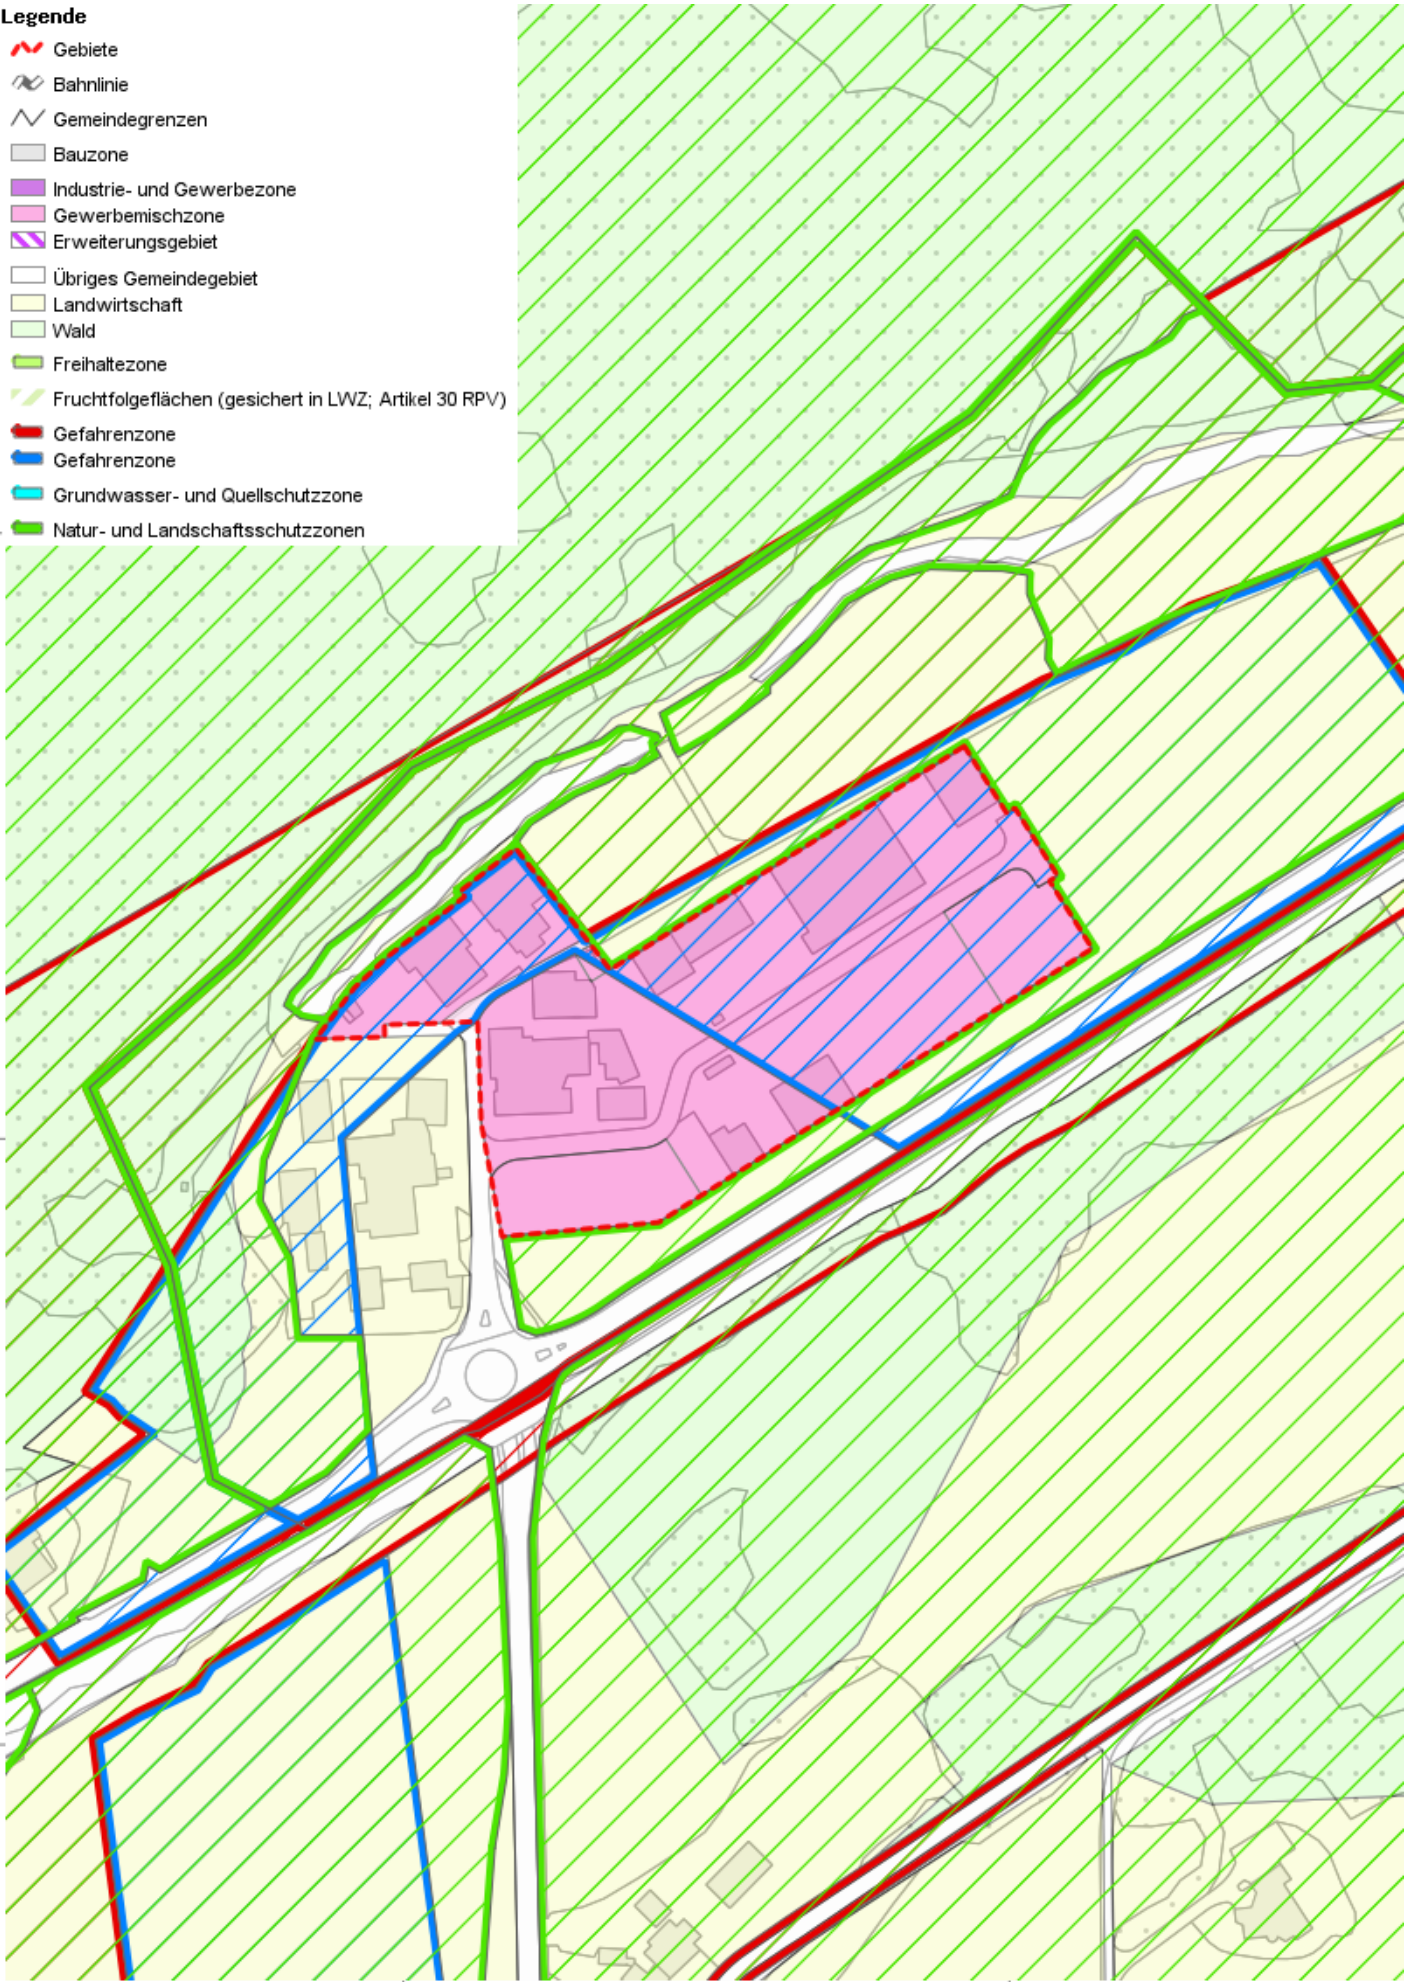 Legende
Gebiete
Bahnlinie
Gemeindegrenzen
Bauzone
Industrie- und Gewerbezone
Gewerbemischzone
Erweiterungsgebiet
Übriges Gemeindegebiet
Landwirtschaft
Wald
Freihaltezone
Fruchtfolgeflächen (gesichert in LWZ; Artikel 30 RPV)
Gefahrenzone
Gefahrenzone
Grundwasser- und Quellschutzzone
Natur- und Landschaftsschutzzonen